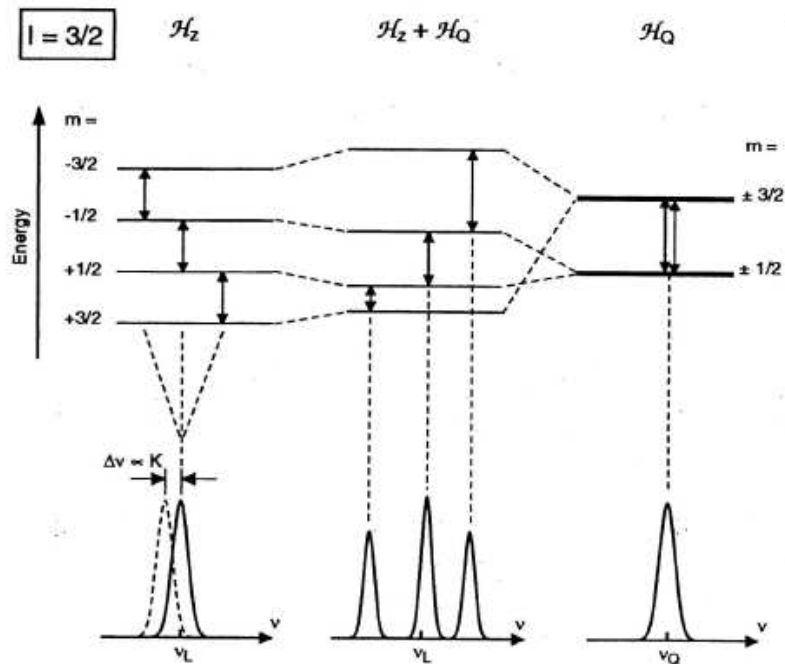 I = 3/2
ℋz
ℋz + ℋQ
ℋQ
Energy
m =
-3/2
-1/2
+1/2
+3/2
m =
± 3/2
± 1/2
Δν ∝ K
ν
νL
ν
νL
ν
νQ